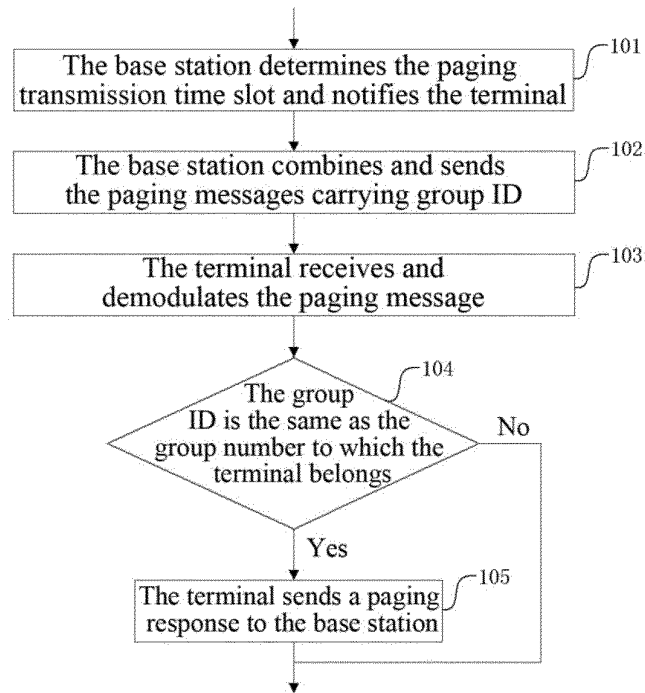 101
The base station determines the paging
transmission time slot and notifies the terminal
102
The base station combines and sends
the paging messages carrying group ID
103
The terminal receives and
demodulates the paging message
104
The group
ID is the same as the
group number to which the
terminal belongs
No
Yes
105
The terminal sends a paging
response to the base station